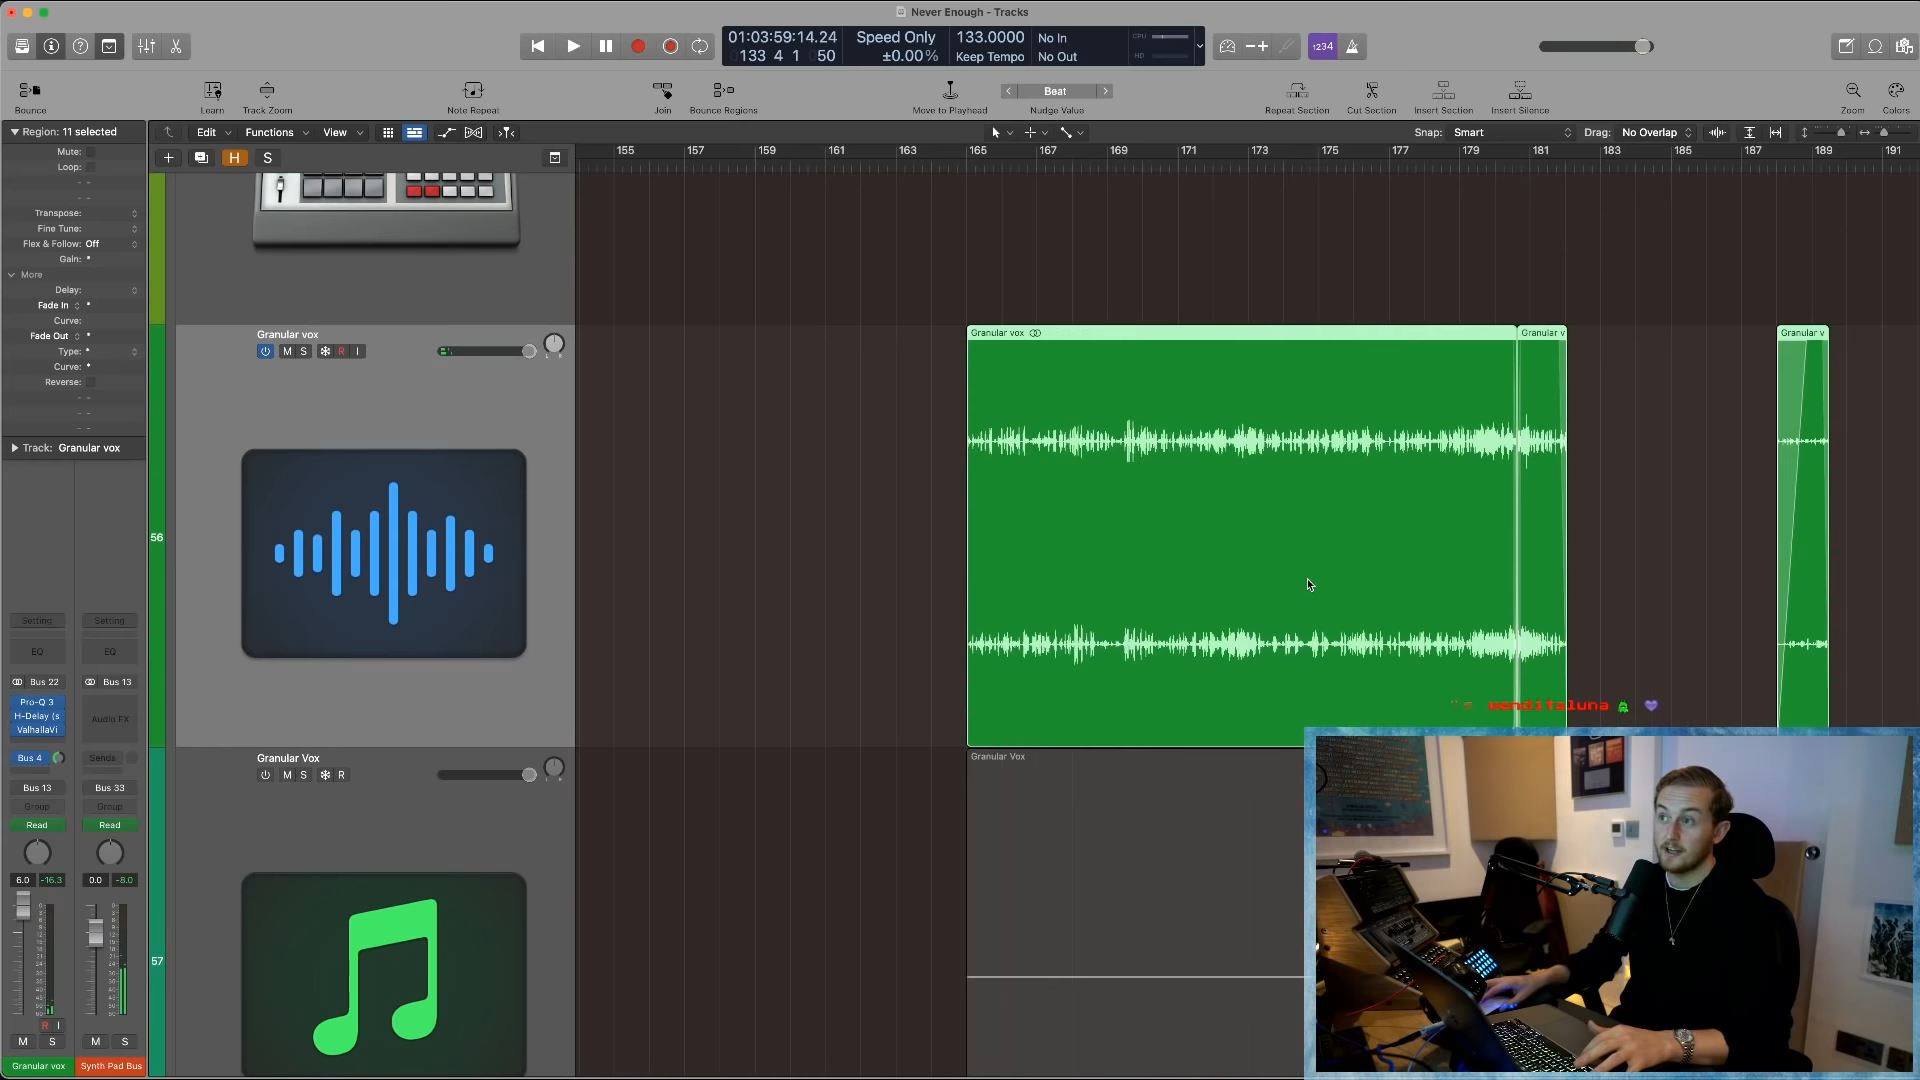 Never Enough - Tracks
01:03:59:14.24
133 4 1 050
Speed Only
±0.00%
133.0000
Keep Tempo
No In
No Out
CPU
HD
1234
Bounce
Learn
Track Zoom
Note Repeat
Join
Bounce Regions
Move to Playhead
Beat
Nudge Value
Repeat Section
Cut Section
Insert Section
Insert Silence
Zoom
Colors
Region: 11 selected
Edit
Functions
View
Snap: Smart
Drag: No Overlap
H
S
155
157
159
161
163
165
167
169
171
173
175
177
179
181
183
185
187
189
191
Mute:
Loop:
Transpose:
Fine Tune:
Flex & Follow: Off
Gain:
More
Delay:
Fade In
Curve:
Fade Out
Type:
Curve:
Reverse:
Track: Granular vox
Granular vox
M S R I
Granular vox
Granular v
Granular v
56
Granular Vox
M S R
Granular Vox
57
wenditaluna
Setting
Setting
EQ
EQ
Bus 22
Bus 13
Pro-Q 3
H-Delay (s
ValhallaVi
Audio FX
Bus 4
Sends
Bus 13
Bus 33
Group
Group
Read
Read
6.0 -16.3
0.0 -8.0
R I
M S
M S
Granular vox
Synth Pad Bus